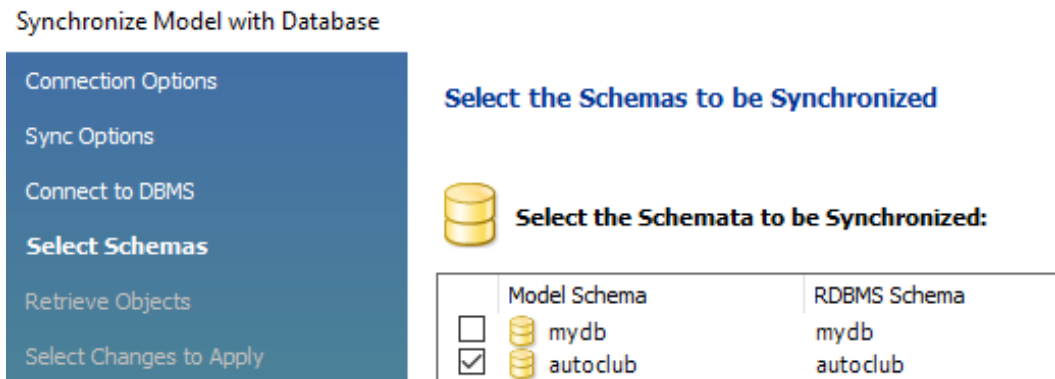 Synchronize Model with Database
Connection Options
Sync Options
Connect to DBMS
Select Schemas
Retrieve Objects
Select Changes to Apply
Select the Schemas to be Synchronized
Select the Schemata to be Synchronized:
Model Schema RDBMS Schema
mydb mydb
autoclub autoclub